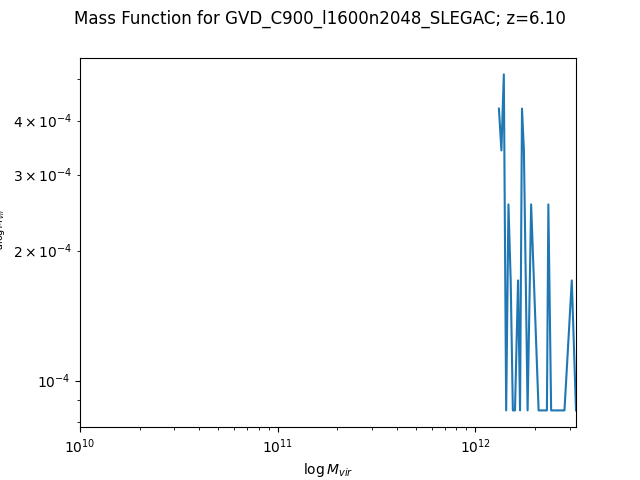 Mass Function for GVD_C900_l1600n2048_SLEGAC; z=6.10
4 × 10⁻⁴
3 × 10⁻⁴
2 × 10⁻⁴
10⁻⁴
10¹⁰ 10¹¹ 10¹²
log M_vir